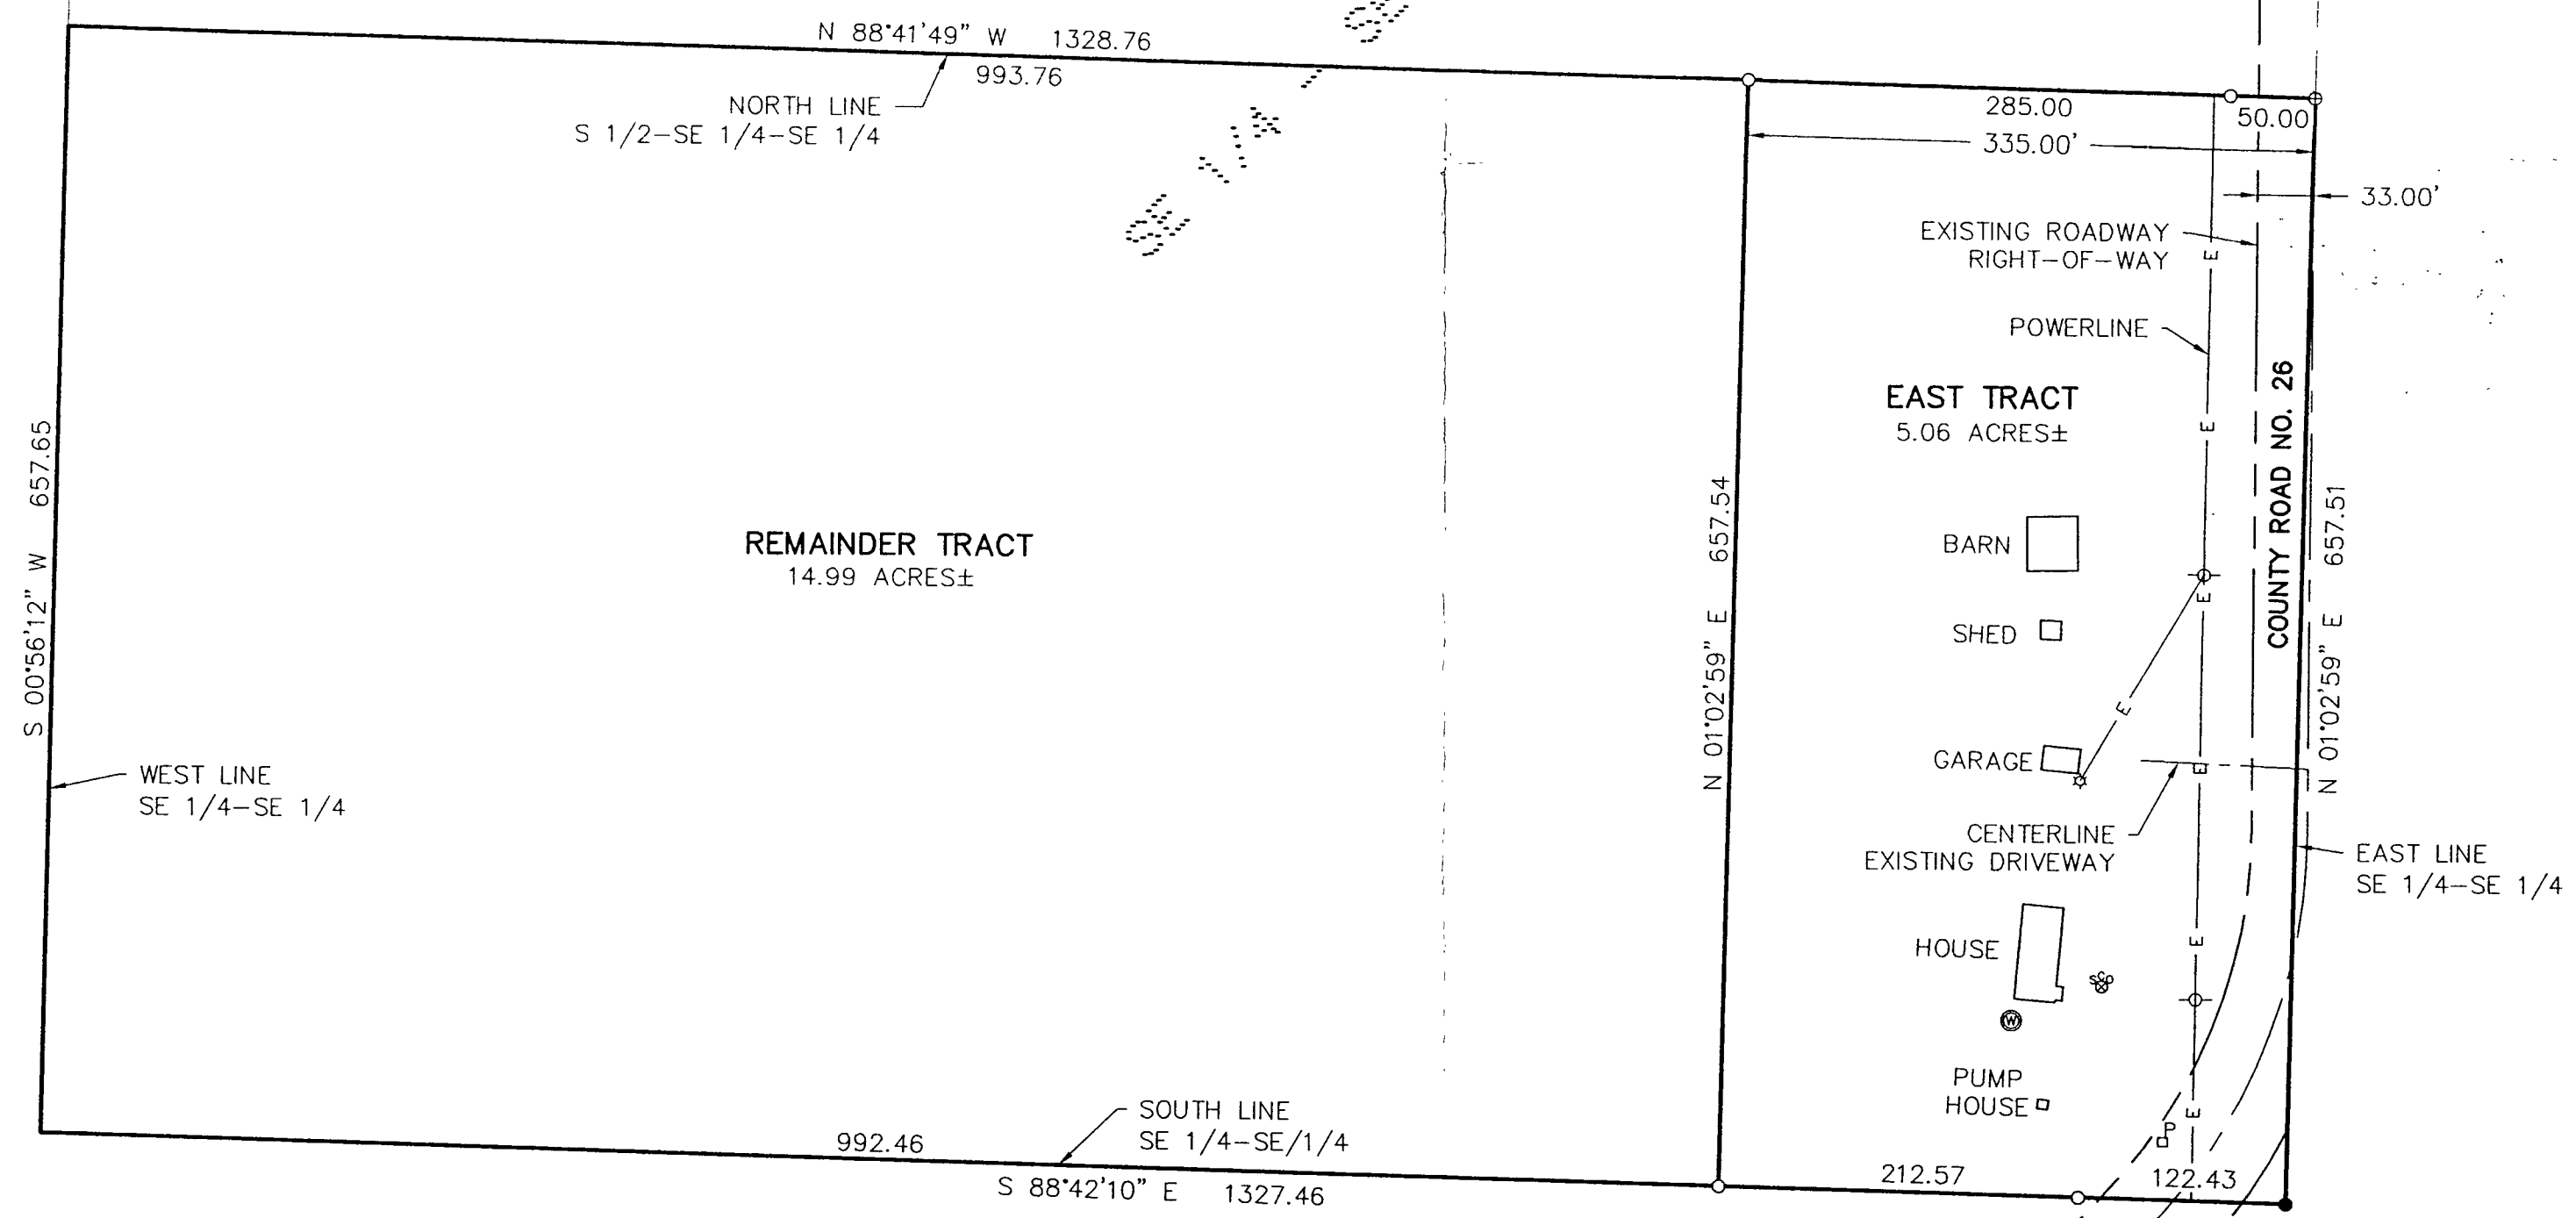 N 88°41'49" W 1328.76
993.76
NORTH LINE
S 1/2-SE 1/4-SE 1/4
SE 1/4 -
285.00
50.00
335.00'
33.00'
EXISTING ROADWAY
RIGHT-OF-WAY
E
POWERLINE
EAST TRACT
5.06 ACRES±
E
COUNTY ROAD NO. 26
S 00°56'12" W 657.65
REMAINDER TRACT
14.99 ACRES±
N 01°02'59" E 657.54
N 01°02'59" E 657.51
BARN
E
SHED
E
GARAGE
E
WEST LINE
SE 1/4-SE 1/4
CENTERLINE
EXISTING DRIVEWAY
EAST LINE
SE 1/4-SE 1/4
HOUSE
E
SCO
W
PUMP
HOUSE
E
P
SOUTH LINE
SE 1/4-SE/1/4
992.46
S 88°42'10" E 1327.46
212.57
122.43